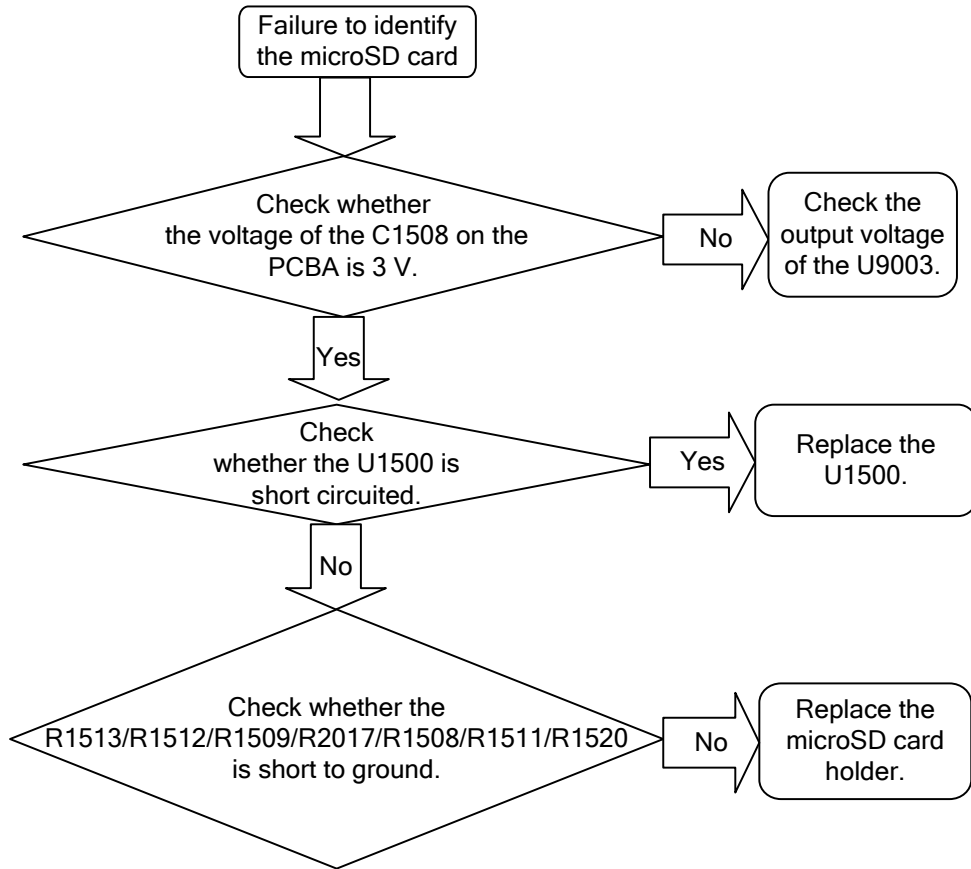 Failure to identify
the microSD card
Check whether
the voltage of the C1508 on the
PCBA is 3 V.
No
Check the
output voltage
of the U9003.
Yes
Check
whether the U1500 is
short circuited.
Yes
Replace the
U1500.
No
Check whether the
R1513/R1512/R1509/R2017/R1508/R1511/R1520
is short to ground.
No
Replace the
microSD card
holder.